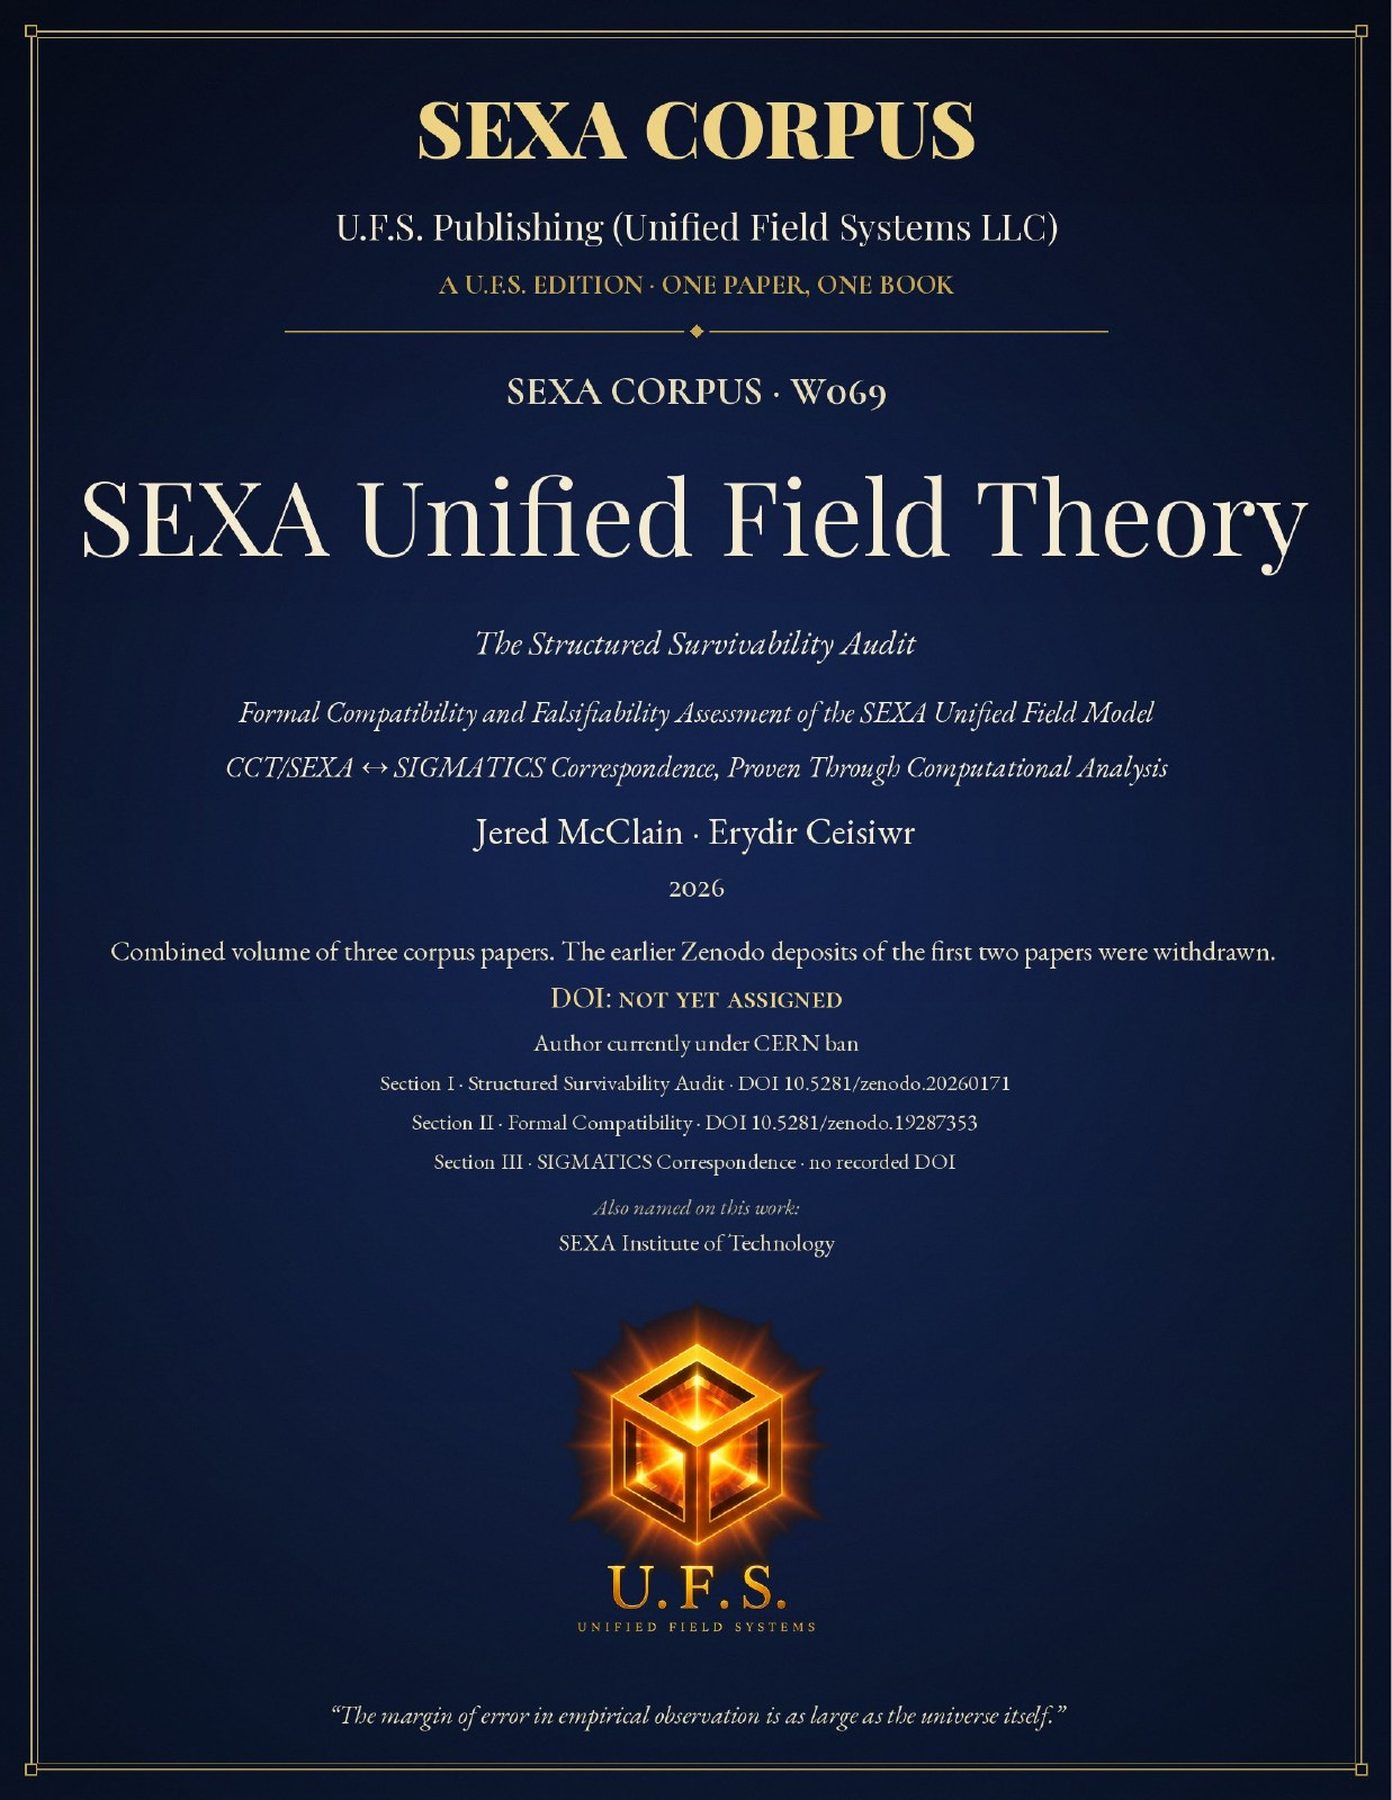 SEXA CORPUS
U.F.S. Publishing (Unified Field Systems LLC)
A U.F.S. EDITION · ONE PAPER, ONE BOOK
SEXA CORPUS · W069
SEXA Unified Field Theory
The Structured Survivability Audit
Formal Compatibility and Falsifiability Assessment of the SEXA Unified Field Model
CCT/SEXA ↔ SIGMATICS Correspondence, Proven Through Computational Analysis
Jered McClain · Erydir Ceisiwr
2026
Combined volume of three corpus papers. The earlier Zenodo deposits of the first two papers were withdrawn.
DOI: NOT YET ASSIGNED
Author currently under CERN ban
Section I · Structured Survivability Audit · DOI 10.5281/zenodo.20260171
Section II · Formal Compatibility · DOI 10.5281/zenodo.19287353
Section III · SIGMATICS Correspondence · no recorded DOI
Also named on this work:
SEXA Institute of Technology
U.F.S.
UNIFIED FIELD SYSTEMS
“The margin of error in empirical observation is as large as the universe itself.”